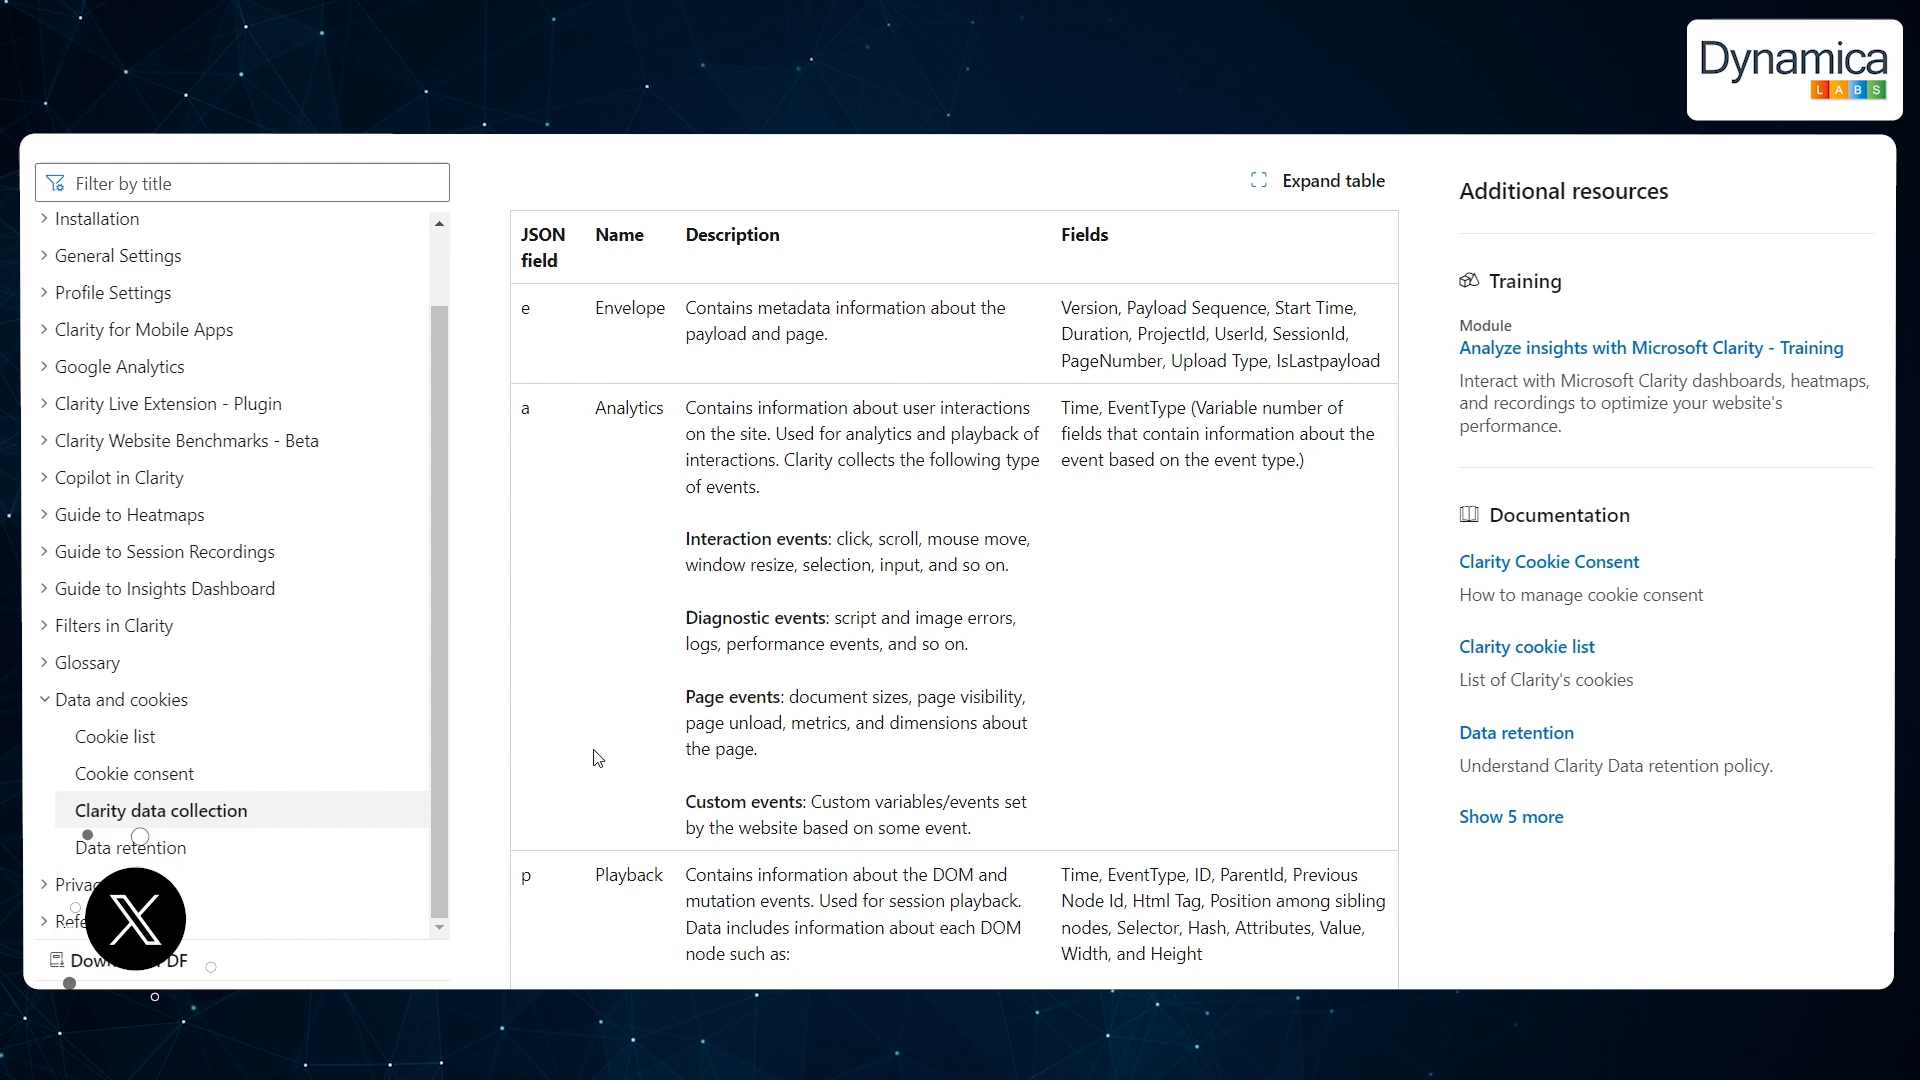 Dynamica
LABS
Filter by title
Installation
General Settings
Profile Settings
Clarity for Mobile Apps
Google Analytics
Clarity Live Extension - Plugin
Clarity Website Benchmarks - Beta
Copilot in Clarity
Guide to Heatmaps
Guide to Session Recordings
Guide to Insights Dashboard
Filters in Clarity
Glossary
Data and cookies
Cookie list
Cookie consent
Clarity data collection
Data retention
Expand table
JSON field
Name
Description
Fields
e
Envelope
Contains metadata information about the
payload and page.
Version, Payload Sequence, Start Time,
Duration, ProjectId, UserId, SessionId,
PageNumber, Upload Type, IsLastpayload
a
Analytics
Contains information about user interactions
on the site. Used for analytics and playback of
interactions. Clarity collects the following type
of events.
Interaction events: click, scroll, mouse move,
window resize, selection, input, and so on.
Diagnostic events: script and image errors,
logs, performance events, and so on.
Page events: document sizes, page visibility,
page unload, metrics, and dimensions about
the page.
Custom events: Custom variables/events set
by the website based on some event.
Time, EventType (Variable number of
fields that contain information about the
event based on the event type.)
p
Playback
Contains information about the DOM and
mutation events. Used for session playback.
Data includes information about each DOM
node such as:
Time, EventType, ID, ParentId, Previous
Node Id, Html Tag, Position among sibling
nodes, Selector, Hash, Attributes, Value,
Width, and Height
Additional resources
Training
Module
Analyze insights with Microsoft Clarity - Training
Interact with Microsoft Clarity dashboards, heatmaps,
and recordings to optimize your website's
performance.
Documentation
Clarity Cookie Consent
How to manage cookie consent
Clarity cookie list
List of Clarity's cookies
Data retention
Understand Clarity Data retention policy.
Show 5 more